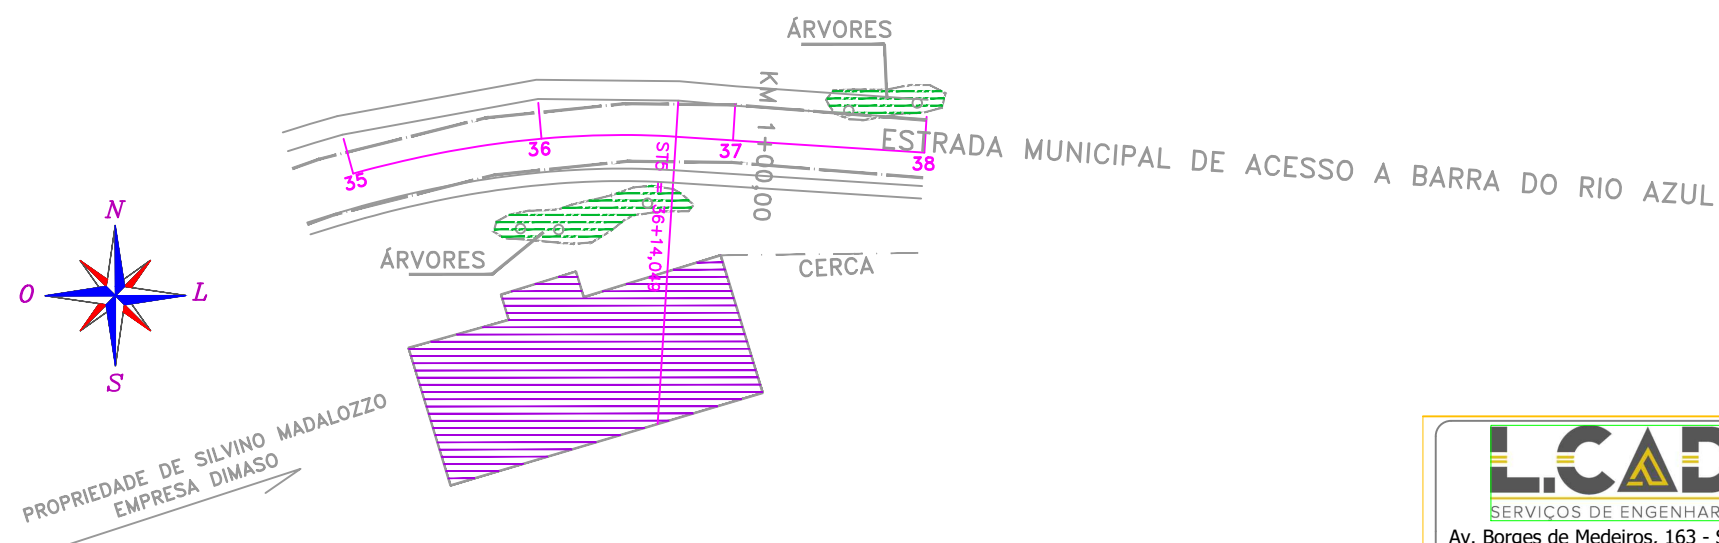 ÁRVORES
KM 1+00,00
ESTRADA MUNICIPAL DE ACESSO A BARRA DO RIO AZUL
35
36
37
38
ST5 = 36+14,049
N
O
L
S
ÁRVORES
CERCA
PROPRIEDADE DE SILVINO MADALOZZO
EMPRESA DIMASO
L.CAD
SERVIÇOS DE ENGENHAR
Av. Borges de Medeiros, 163 - S